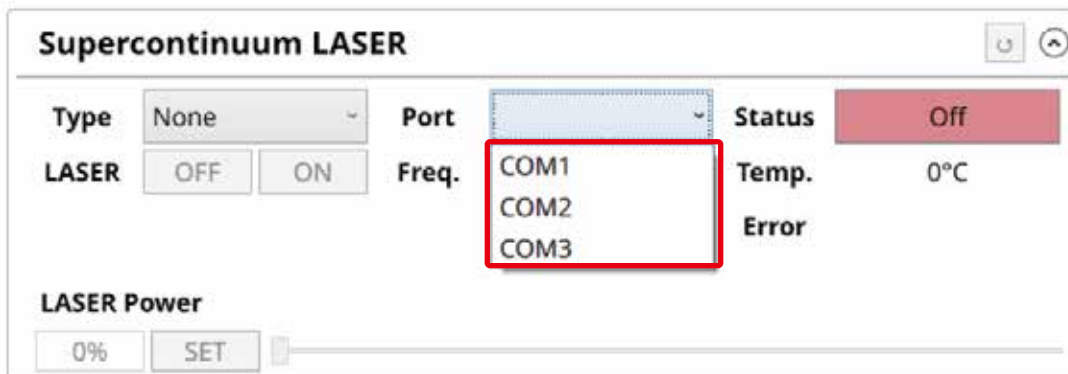 Supercontinuum LASER
Type None Port Status Off
LASER OFF ON Freq. COM1 Temp. 0°C
COM2
Error
COM3
LASER Power
0% SET